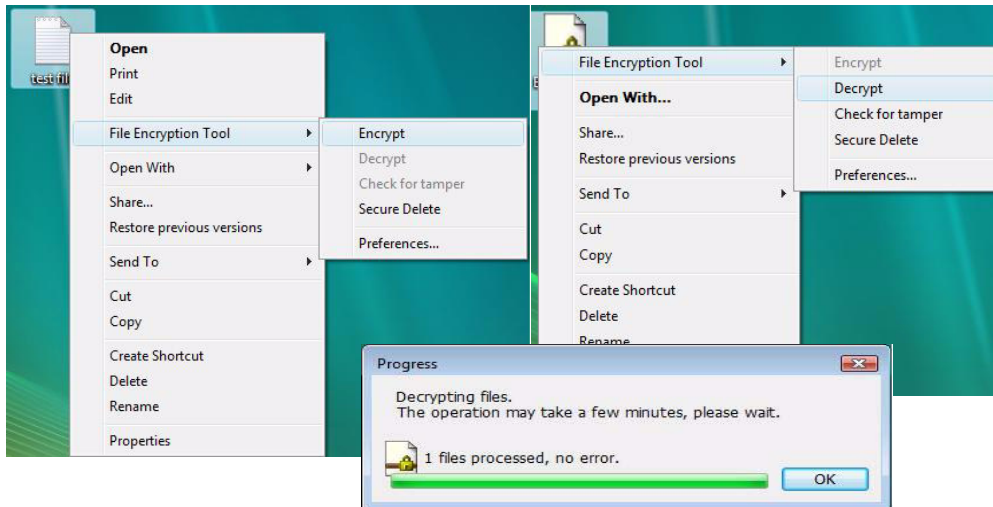 Open
Print
Edit
File Encryption Tool
Open With
Share...
Restore previous versions
Send To
Cut
Copy
Create Shortcut
Delete
Rename
Properties
Encrypt
Decrypt
Check for tamper
Secure Delete
Preferences...
test fil
File Encryption Tool
Open With...
Share...
Restore previous versions
Send To
Cut
Copy
Create Shortcut
Delete
Rename
Encrypt
Decrypt
Check for tamper
Secure Delete
Preferences...
Progress
Decrypting files.
The operation may take a few minutes, please wait.
1 files processed, no error.
OK